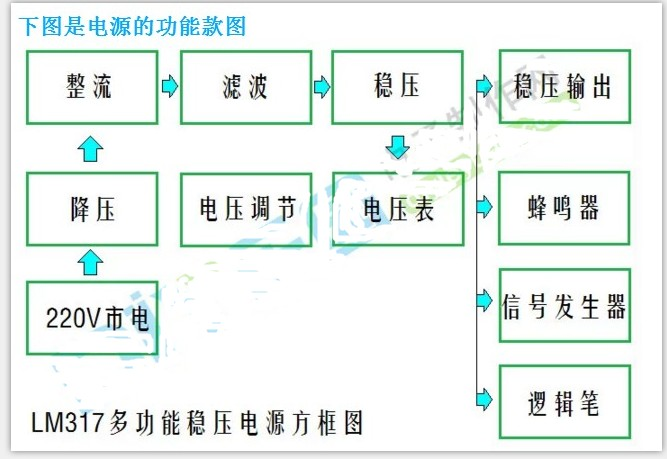 下图是电源的功能款图
整流 滤波 稳压 稳压输出
降压 电压调节 电压表 蜂鸣器
220V市电 信号发生器
逻辑笔
LM317多功能稳压电源方框图